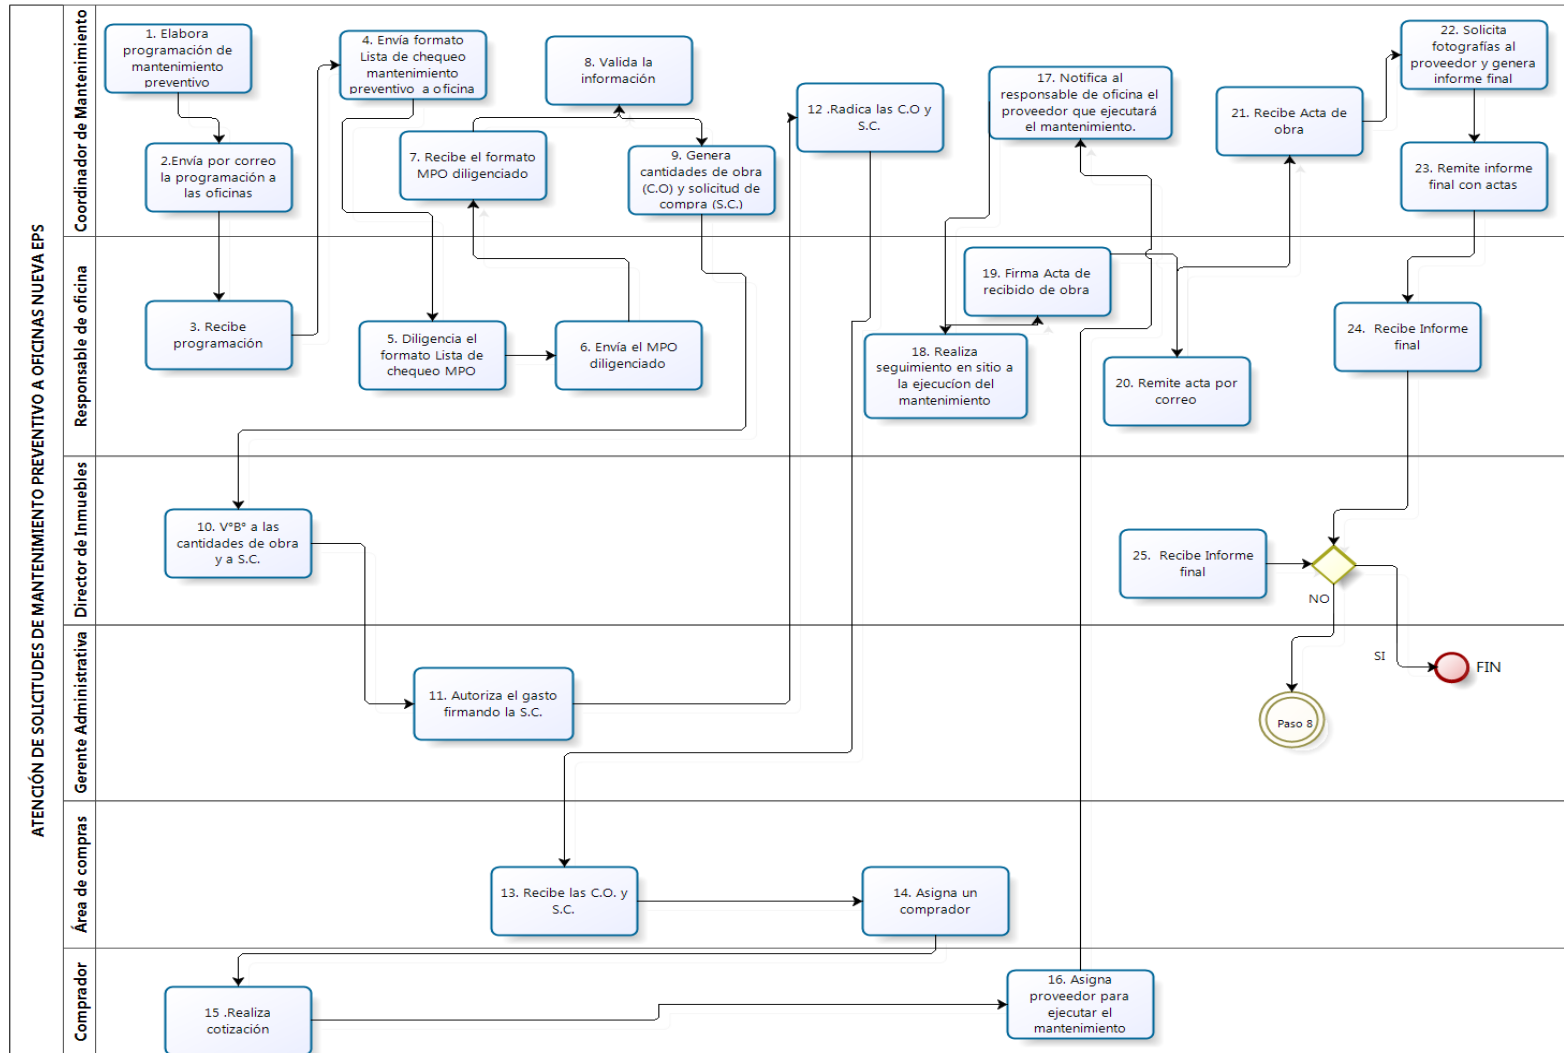 ATENCIÓN DE SOLICITUDES DE MANTENIMIENTO PREVENTIVO A OFICINAS NUEVA EPS
Coordinador de Mantenimiento
1. Elabora
programación de
mantenimiento
preventivo
2.Envía por correo
la programación a
las oficinas
4. Envía formato
Lista de chequeo
mantenimiento
preventivo a oficina
7. Recibe el formato
MPO diligenciado
8. Valida la
información
9. Genera
cantidades de obra
(C.O) y solicitud de
compra (S.C.)
12 .Radica las C.O y
S.C.
17. Notifica al
responsable de oficina el
proveedor que ejecutará
el mantenimiento.
21. Recibe Acta de
obra
22. Solicita
fotografías al
proveedor y genera
informe final
23. Remite informe
final con actas
Responsable de oficina
3. Recibe
programación
5. Diligencia el
formato Lista de
chequeo MPO
6. Envía el MPO
diligenciado
18. Realiza
seguimiento en sitio a
la ejecucíon del
mantenimiento
19. Firma Acta de
recibido de obra
20. Remite acta por
correo
24. Recibe Informe
final
Director de Inmuebles
10. V°B° a las
cantidades de obra
y a S.C.
25. Recibe Informe
final
NO
Gerente Administrativa
11. Autoriza el gasto
firmando la S.C.
SI
FIN
Paso 8
Área de compras
13. Recibe las C.O. y
S.C.
14. Asigna un
comprador
Comprador
15 .Realiza
cotización
16. Asigna
proveedor para
ejecutar el
mantenimiento